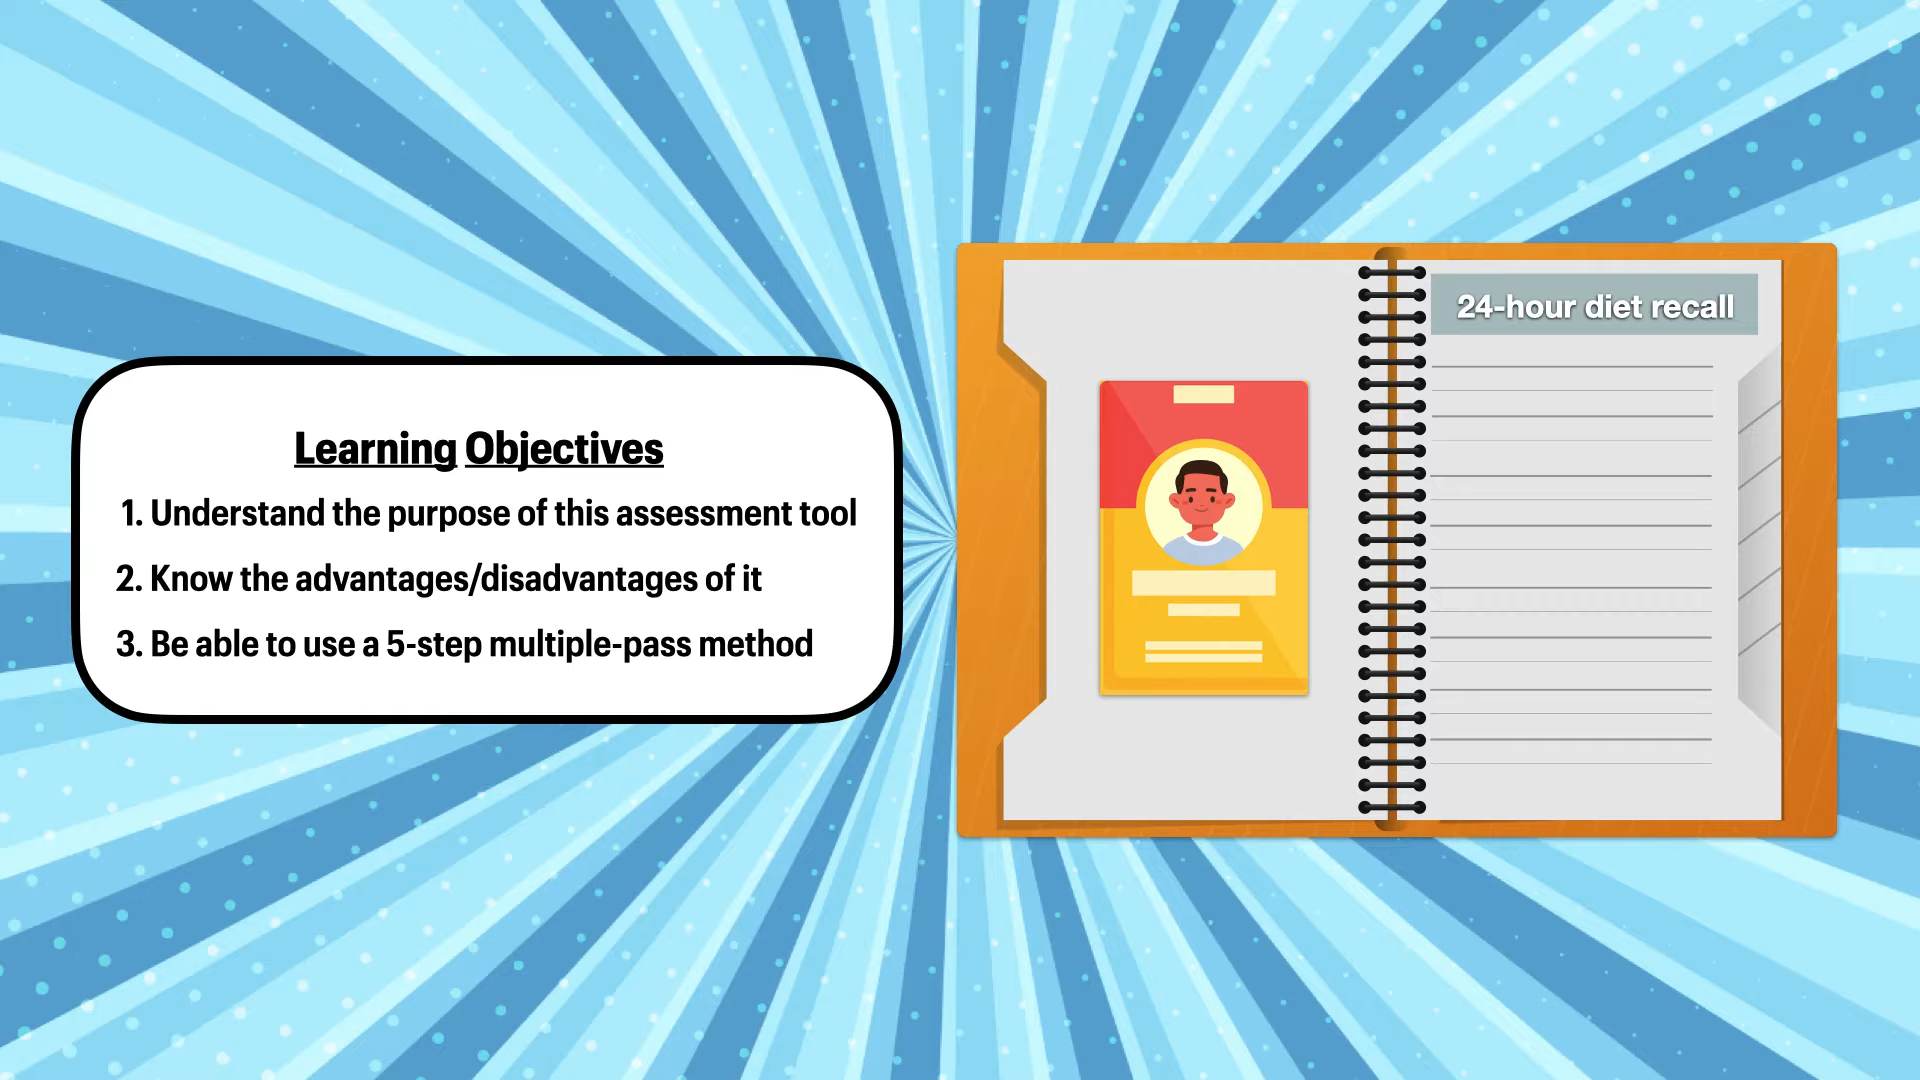 Learning Objectives
1. Understand the purpose of this assessment tool
2. Know the advantages/disadvantages of it
3. Be able to use a 5-step multiple-pass method
24-hour diet recall